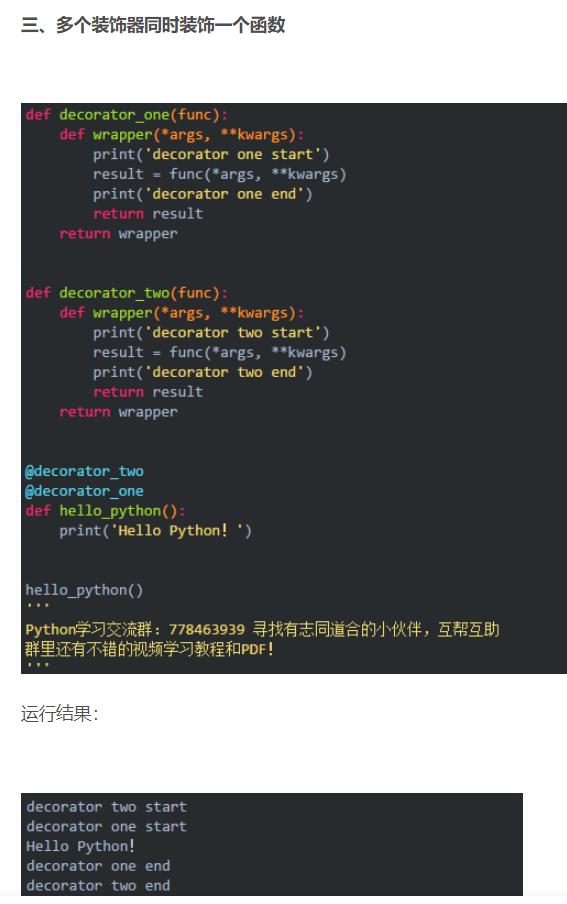 三、多个装饰器同时装饰一个函数
def decorator_one(func):
    def wrapper(*args, **kwargs):
        print('decorator one start')
        result = func(*args, **kwargs)
        print('decorator one end')
        return result
    return wrapper
def decorator_two(func):
    def wrapper(*args, **kwargs):
        print('decorator two start')
        result = func(*args, **kwargs)
        print('decorator two end')
        return result
    return wrapper
@decorator_two
@decorator_one
def hello_python():
    print('Hello Python！')
hello_python()
'''
Python学习交流群：778463939 寻找有志同道合的小伙伴，互帮互助
群里还有不错的视频学习教程和PDF！
'''
运行结果：
decorator two start
decorator one start
Hello Python！
decorator one end
decorator two end